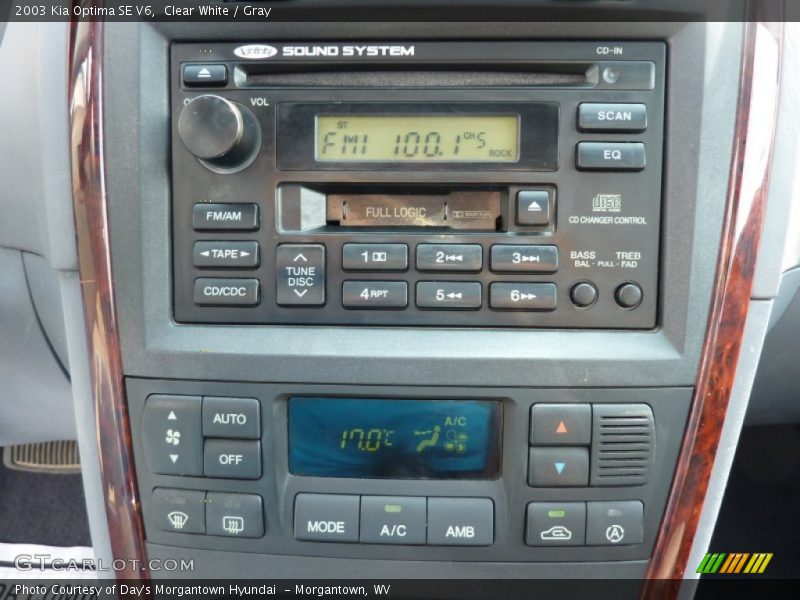 2003 Kia Optima SE V6,  Clear White / Gray
infinity SOUND SYSTEM
CD-IN
VOL
SCAN
ST
FM1 100.1 CH 5
ROCK
EQ
FULL LOGIC
FM/AM
CD CHANGER CONTROL
TAPE
TUNE
DISC
1
2
3
BASS TREB
BAL - PULL - FAD
CD/CDC
4 RPT
5
6
AUTO
A/C
17.0°C
OFF
MODE
A/C
AMB
A
GTCarLot.com
Photo Courtesy of Day's Morgantown Hyundai  - Morgantown, WV